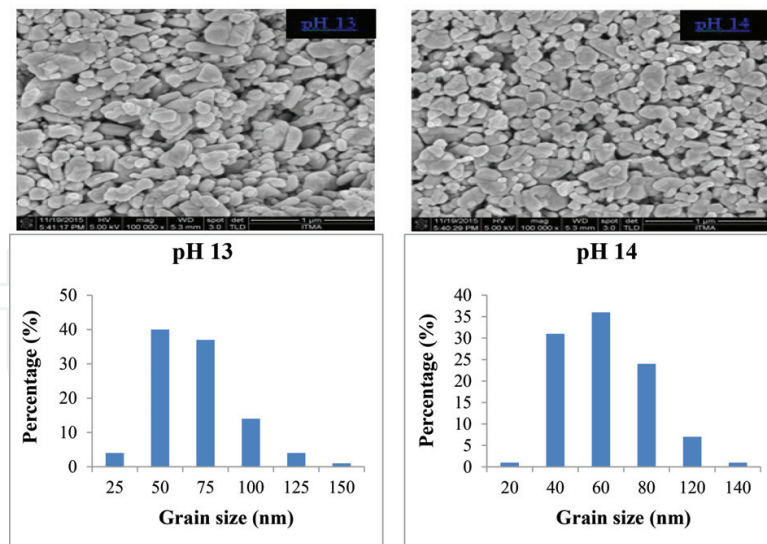 pH 13
11/19/2015 HV mag WD spot det 1 µm
5:41:17 PM 5.00 kV 100 000 x 5.3 mm 3.0 TLD ITMA
pH 14
11/19/2015 HV mag WD spot det 1 µm
5:40:29 PM 5.00 kV 100 000 x 5.3 mm 3.0 TLD ITMA
pH 13
Percentage (%)
50
40
30
20
10
0
25 50 75 100 125 150
Grain size (nm)
pH 14
Percentage (%)
40
35
30
25
20
15
10
5
0
20 40 60 80 120 140
Grain size (nm)